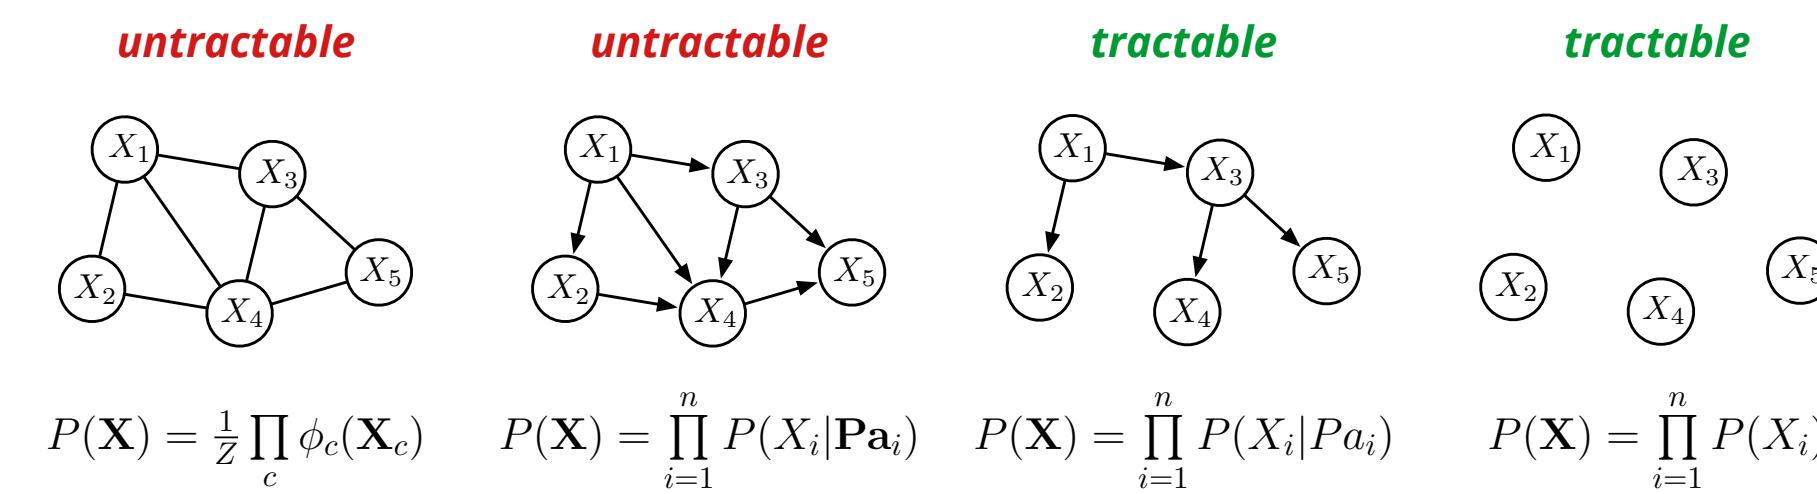 untractable untractable tractable tractable
X₁ X₃ X₂ X₄ X₅
X₁ X₃ X₂ X₄ X₅
X₁ X₃ X₂ X₄ X₅
X₁ X₃ X₂ X₄ X₅
P(𝐗) = 1/Z ∏_c ϕ_c(𝐗_c)
P(𝐗) = ∏_{i=1}^{n} P(X_i|𝐏𝐚_i)
P(𝐗) = ∏_{i=1}^{n} P(X_i|Pa_i)
P(𝐗) = ∏_{i=1}^{n} P(X_i)